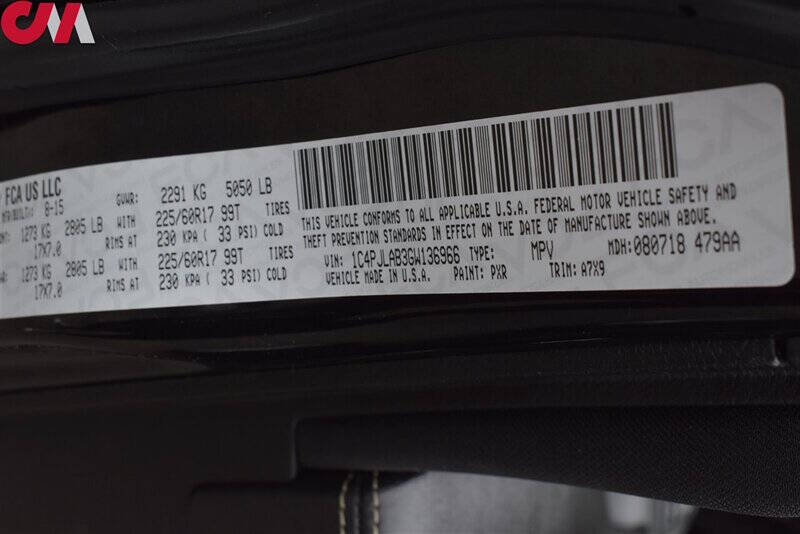 CM
FCA US LLC
8-15 GVWR: 2291 KG 5050 LB
1273 KG 2805 LB WITH 225/60R17 99T TIRES
17X7.0 RIMS AT 230 KPA ( 33 PSI) COLD
1273 KG 2805 LB WITH 225/60R17 99T TIRES
17X7.0 RIMS AT 230 KPA ( 33 PSI) COLD
THIS VEHICLE CONFORMS TO ALL APPLICABLE U.S.A. FEDERAL MOTOR VEHICLE SAFETY AND
THEFT PREVENTION STANDARDS IN EFFECT ON THE DATE OF MANUFACTURE SHOWN ABOVE.
VIN: 1C4PJLAB3GW136966 TYPE: MPV MDH: 080718 479AA
VEHICLE MADE IN U.S.A. PAINT: PXR TRIM: A7X9